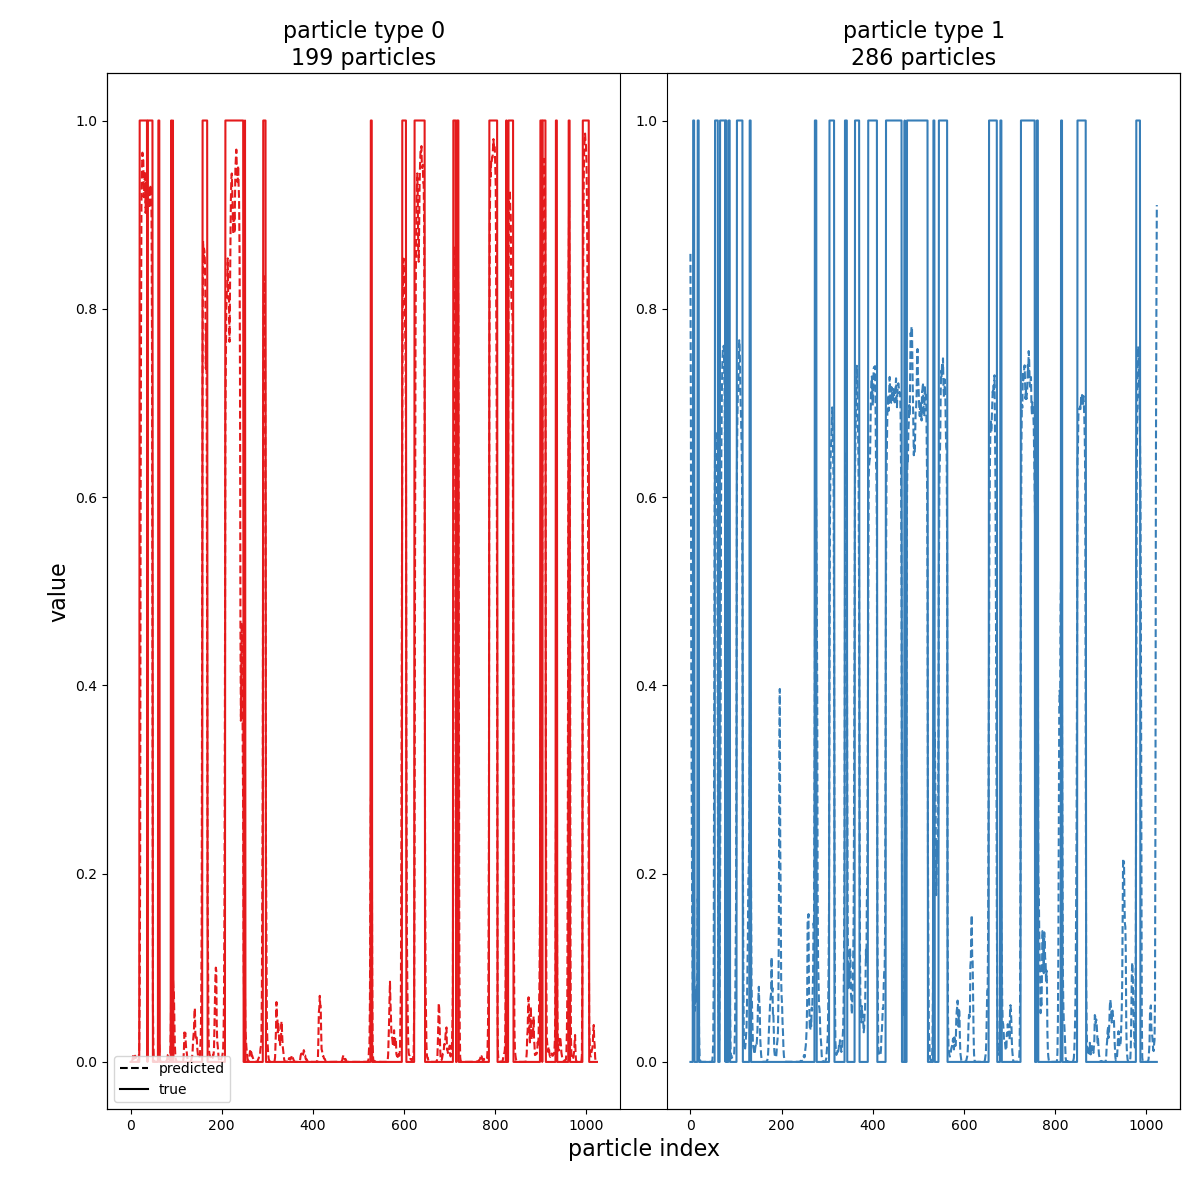 particle type 0
199 particles
particle type 1
286 particles
1.0
0.8
0.6
0.4
0.2
0.0
1.0
0.8
0.6
0.4
0.2
0.0
value
predicted
true
0 200 400 600 800 1000
0 200 400 600 800 1000
particle index